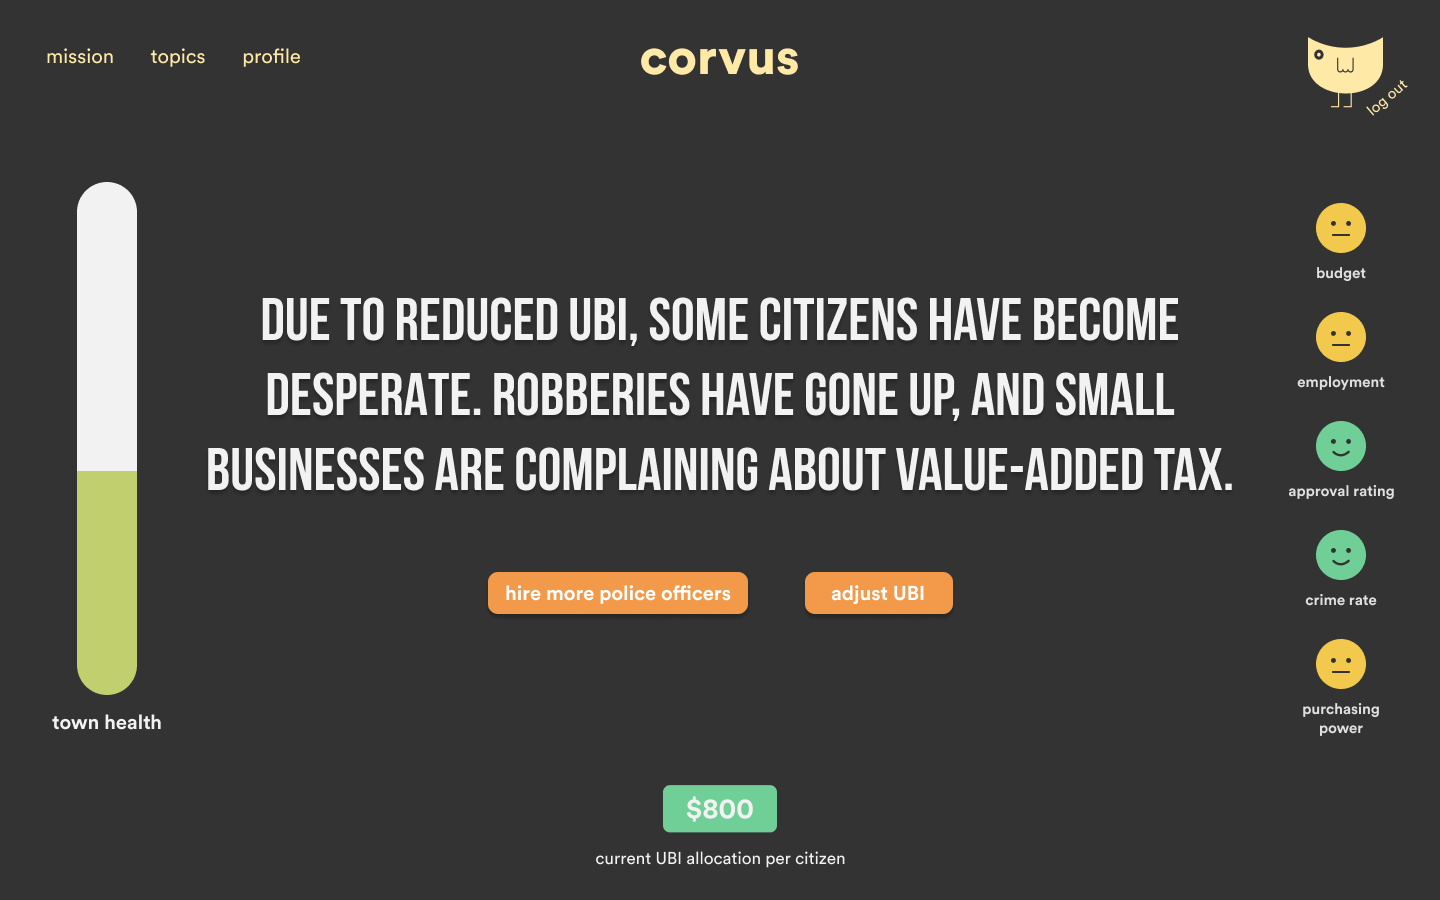 mission
topics
profile
corvus
log out
DUE TO REDUCED UBI, SOME CITIZENS HAVE BECOME
DESPERATE. ROBBERIES HAVE GONE UP, AND SMALL
BUSINESSES ARE COMPLAINING ABOUT VALUE-ADDED TAX.
hire more police officers
adjust UBI
town health
budget
employment
approval rating
crime rate
purchasing
power
$800
current UBI allocation per citizen